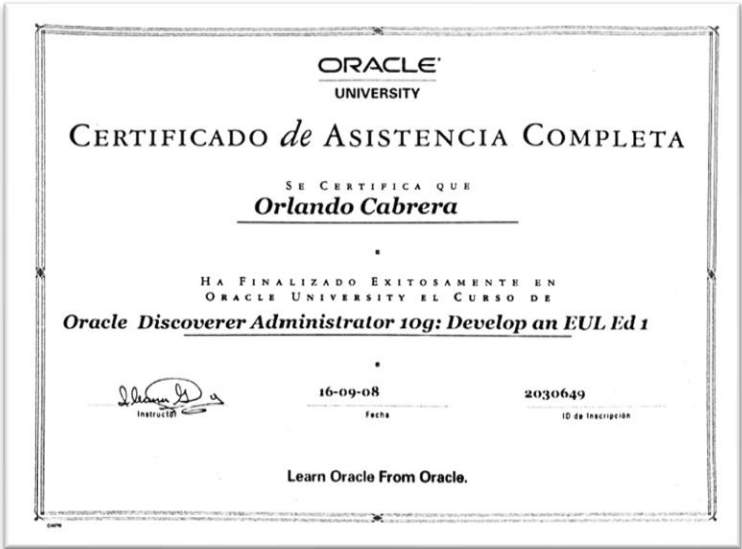 ORACLE
UNIVERSITY
CERTIFICADO de ASISTENCIA COMPLETA
SE CERTIFICA QUE
Orlando Cabrera
HA FINALIZADO EXITOSAMENTE EN
ORACLE UNIVERSITY EL CURSO DE
Oracle Discoverer Administrator 10g: Develop an EUL Ed 1
16-09-08 2030649
Instructor Fecha ID de Inscripción
Learn Oracle From Oracle.